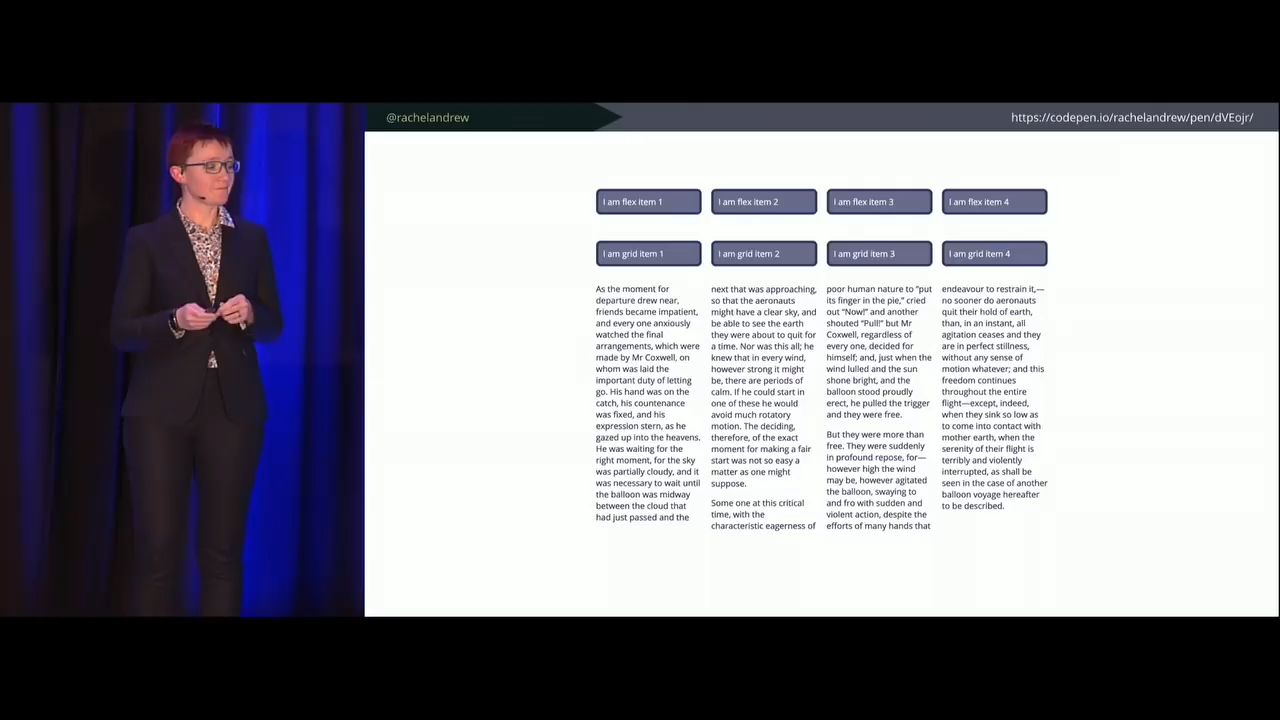 @rachelandrew
https://codepen.io/rachelandrew/pen/dVEojr/
I am flex item 1
I am flex item 2
I am flex item 3
I am flex item 4
I am grid item 1
I am grid item 2
I am grid item 3
I am grid item 4
As the moment for
departure drew near,
friends became impatient,
and every one anxiously
watched the final
arrangements, which were
made by Mr Coxwell, on
whom was laid the
important duty of letting
go. His hand was on the
catch, his countenance
was fixed, and his
expression stern, as he
gazed up into the heavens.
He was waiting for the
right moment, for the sky
was partially cloudy, and it
was necessary to wait until
the balloon was midway
between the cloud that
had just passed and the
next that was approaching,
so that the aeronauts
might have a clear sky, and
be able to see the earth
they were about to quit for
a time. Nor was this all; he
knew that in every wind,
however strong it might
be, there are periods of
calm. If he could start in
one of these he would
avoid much rotatory
motion. The deciding,
therefore, of the exact
moment for making a fair
start was not so easy a
matter as one might
suppose.
Some one at this critical
time, with the
characteristic eagerness of
poor human nature to “put
its finger in the pie,” cried
out “Now!” and another
shouted “Pull!” but Mr
Coxwell, regardless of
every one, decided for
himself; and, just when the
wind lulled and the sun
shone bright, and the
balloon stood proudly
erect, he pulled the trigger
and they were free.
But they were more than
free. They were suddenly
in profound repose, for—
however high the wind
may be, however agitated
the balloon, swaying to
and fro with sudden and
violent action, despite the
efforts of many hands that
endeavour to restrain it,—
no sooner do aeronauts
quit their hold of earth,
than, in an instant, all
agitation ceases and they
are in perfect stillness,
without any sense of
motion whatever; and this
freedom continues
throughout the entire
flight—except, indeed,
when they sink so low as
to come into contact with
mother earth, when the
serenity of their flight is
terribly and violently
interrupted, as shall be
seen in the case of another
balloon voyage hereafter
to be described.